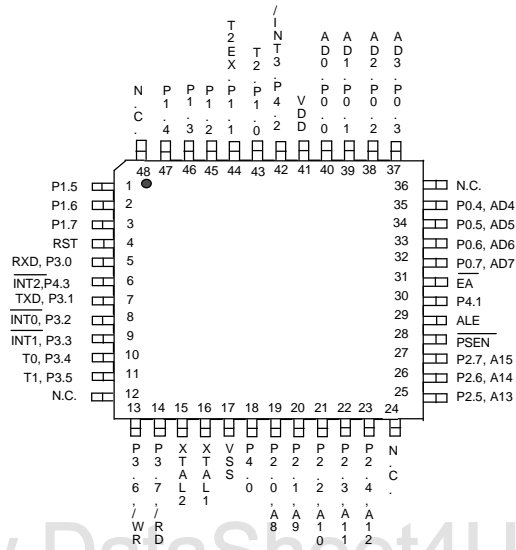 N.C.
P1.4
P1.3
P1.2
T2EX.P1.1
T2.P1.0
/INT3.P4.2
VDD
AD0.P0.0
AD1.P0.1
AD2.P0.2
AD3.P0.3
48 47 46 45 44 43 42 41 40 39 38 37
P1.5 1
P1.6 2
P1.7 3
RST 4
RXD, P3.0 5
INT2,P4.3 6
TXD, P3.1 7
INT0, P3.2 8
INT1, P3.3 9
T0, P3.4 10
T1, P3.5 11
N.C. 12
36 N.C.
35 P0.4, AD4
34 P0.5, AD5
33 P0.6, AD6
32 P0.7, AD7
31 EA
30 P4.1
29 ALE
28 PSEN
27 P2.7, A15
26 P2.6, A14
25 P2.5, A13
13 14 15 16 17 18 19 20 21 22 23 24
P3.6,/WR
P3.7,/RD
XTAL2
XTAL1
VSS
P4.0
P2.0,A8
P2.1,A9
P2.2,A10
P2.3,A11
P2.4,A12
N.C.
DataSheet4U